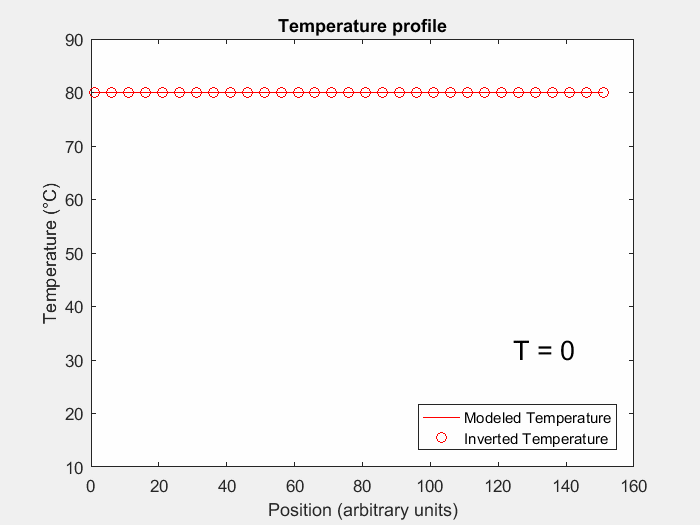 Temperature profile
90
80
70
60
50
40
30
20
10
Temperature (°C)
T = 0
Modeled Temperature
Inverted Temperature
0 20 40 60 80 100 120 140 160
Position (arbitrary units)